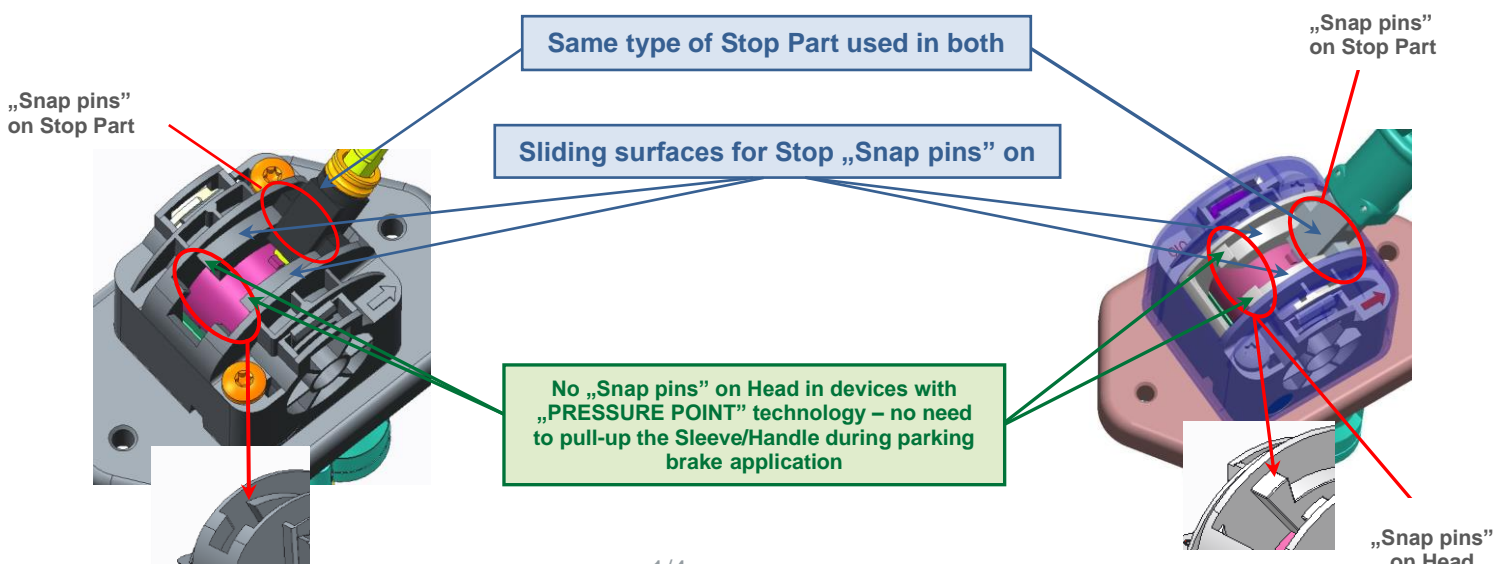 „Snap pins”
on Stop Part
Same type of Stop Part used in both
„Snap pins”
on Stop Part
Sliding surfaces for Stop „Snap pins” on
No „Snap pins” on Head in devices with
„PRESSURE POINT” technology – no need
to pull-up the Sleeve/Handle during parking
brake application
„Snap pins”
on Head